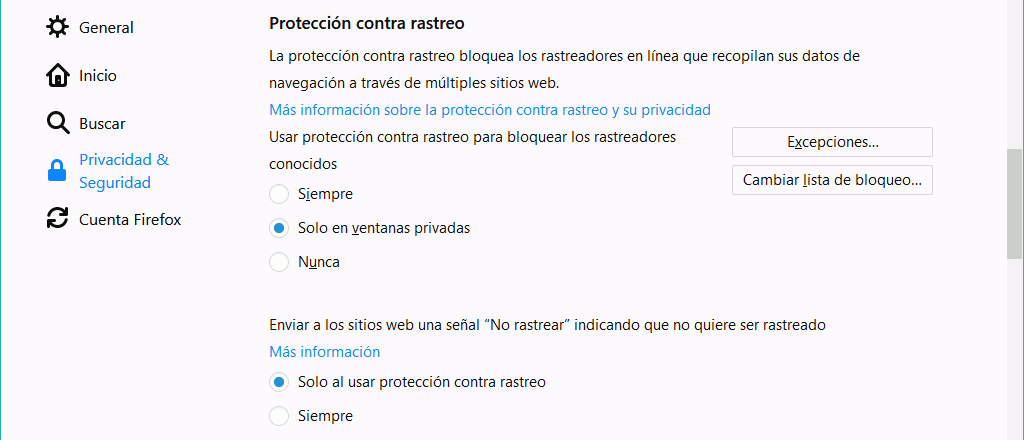 General
Inicio
Buscar
Privacidad &
Seguridad
Cuenta Firefox
Protección contra rastreo
La protección contra rastreo bloquea los rastreadores en línea que recopilan sus datos de
navegación a través de múltiples sitios web.
Más información sobre la protección contra rastreo y su privacidad
Usar protección contra rastreo para bloquear los rastreadores
conocidos
Excepciones...
Cambiar lista de bloqueo...
Siempre
Solo en ventanas privadas
Nunca
Enviar a los sitios web una señal “No rastrear” indicando que no quiere ser rastreado
Más información
Solo al usar protección contra rastreo
Siempre